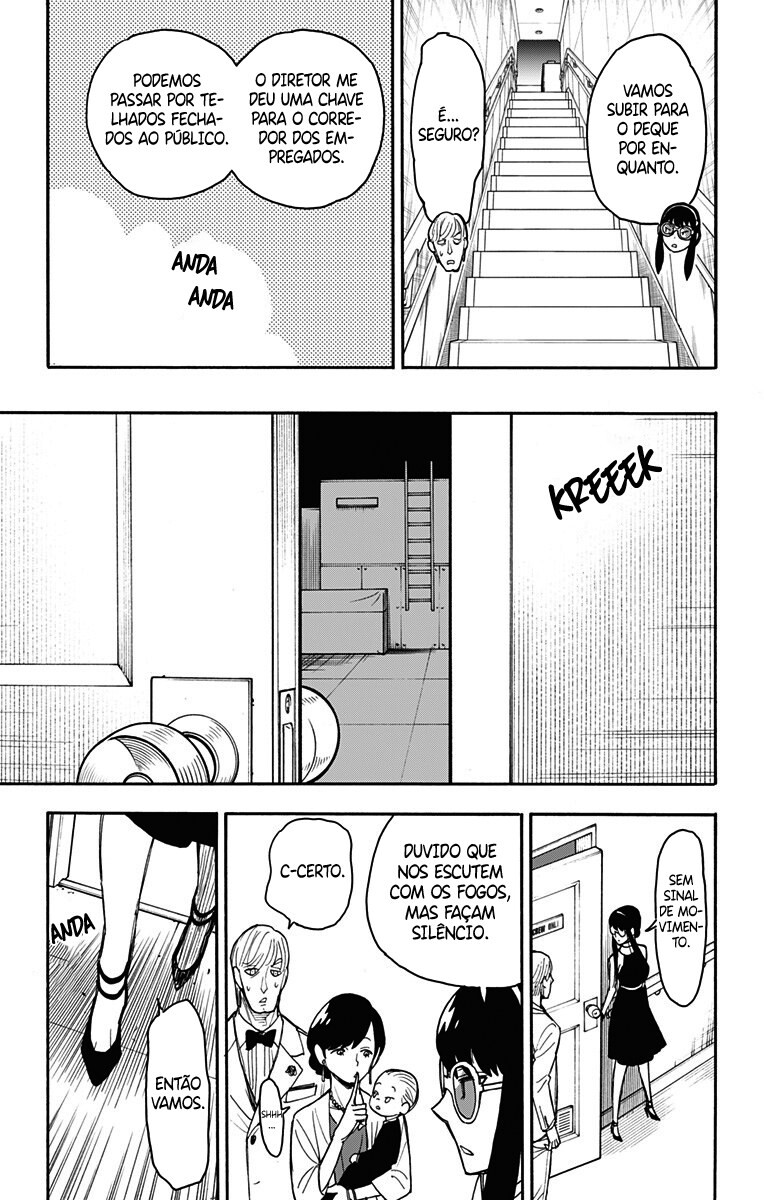 VAMOS
SUBIR PARA
O DEQUE
POR EN-
QUANTO.
É...
SEGURO?
O DIRETOR ME
DEU UMA CHAVE
PARA O CORRE-
DOR DOS EM-
PREGADOS.
PODEMOS
PASSAR POR TE-
LHADOS FECHA-
DOS AO PÚBLICO.
ANDA
ANDA
KREEEK
SEM
SINAL
DE MO-
VIMEN-
TO.
CREW ONLY
DUVIDO QUE
NOS ESCUTEM
COM OS FOGOS,
MAS FAÇAM
SILÊNCIO.
C-CERTO.
SHHH
...
ANDA
ENTÃO
VAMOS.